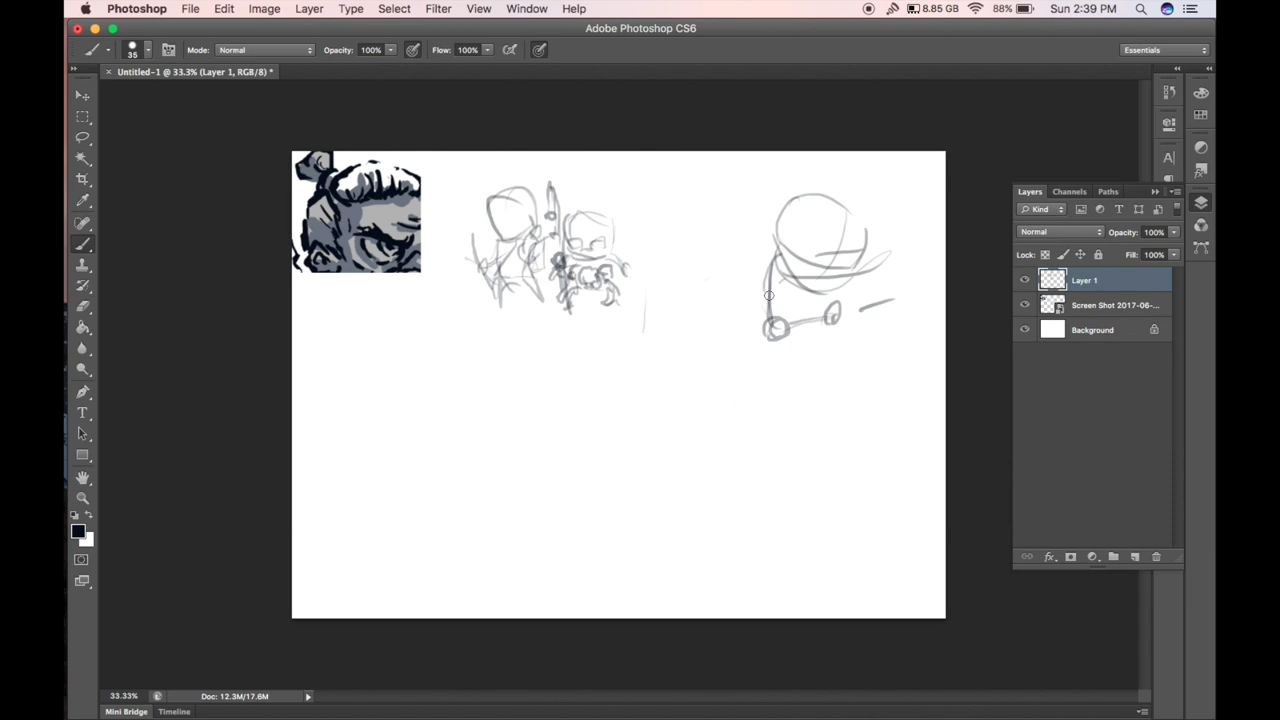 Photoshop File Edit Image Layer Type Select Filter View Window Help 8.85 GB 88% Sun 2:39 PM
Adobe Photoshop CS6
35 Mode: Normal Opacity: 100% Flow: 100% Essentials
× Untitled-1 @ 33.3% (Layer 1, RGB/8) *
Layers Channels Paths
Kind
Normal Opacity: 100%
Lock: Fill: 100%
Layer 1
Screen Shot 2017-06-...
Background
33.33% Doc: 12.3M/17.6M
Mini Bridge Timeline